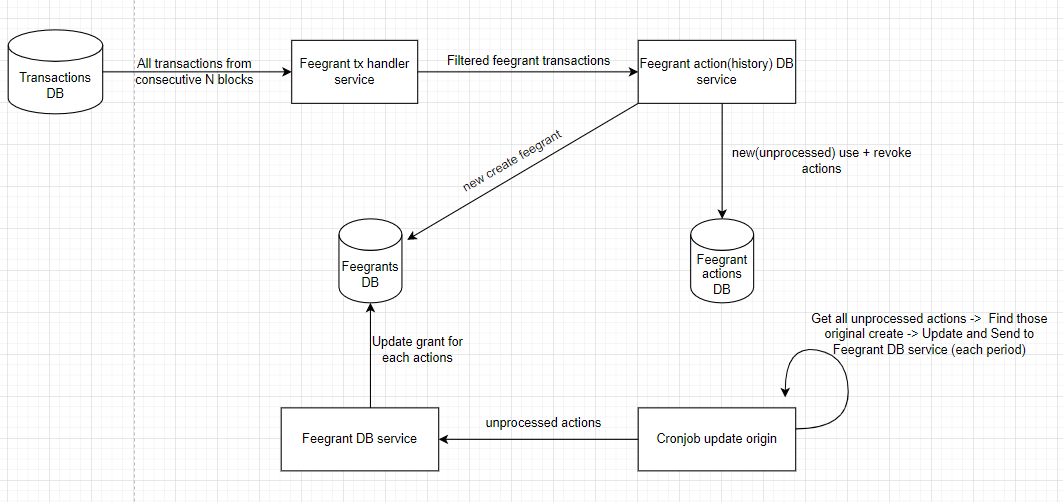 Transactions
DB
All transactions from
consecutive N blocks
Feegrant tx handler
service
Filtered feegrant transactions
Feegrant action(history) DB
service
new create feegrant
new(unprocessed) use + revoke
actions
Feegrants
DB
Feegrant
actions
DB
Get all unprocessed actions -> Find those
original create -> Update and Send to
Feegrant DB service (each period)
Update grant for
each actions
Feegrant DB service
unprocessed actions
Cronjob update origin